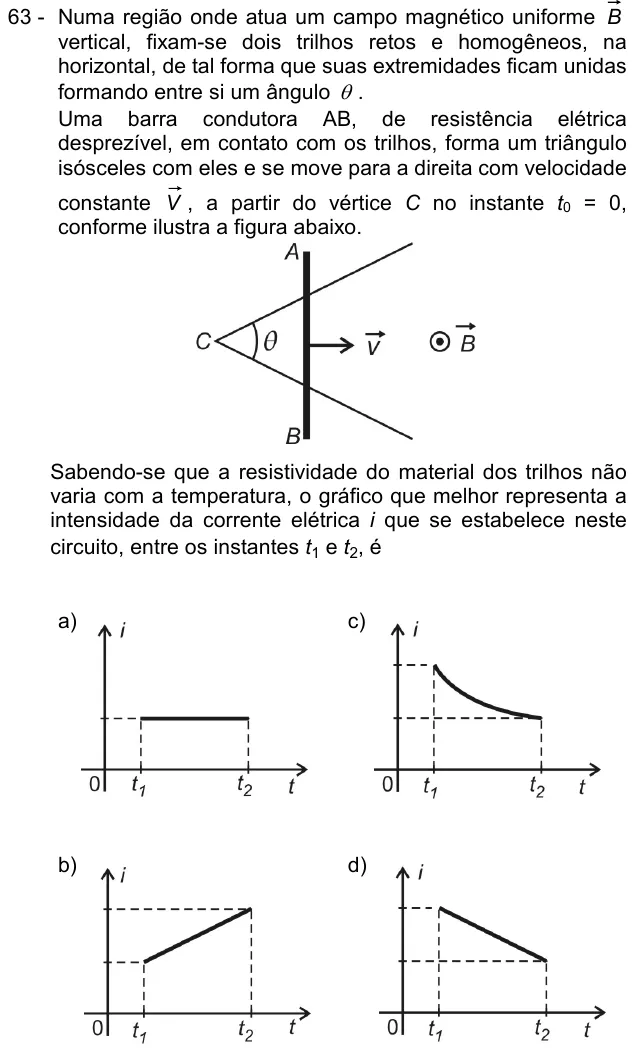 63 - Numa região onde atua um campo magnético uniforme B
vertical, fixam-se dois trilhos retos e homogêneos, na
horizontal, de tal forma que suas extremidades ficam unidas
formando entre si um ângulo θ .
Uma barra condutora AB, de resistência elétrica
desprezível, em contato com os trilhos, forma um triângulo
isósceles com eles e se move para a direita com velocidade
constante V , a partir do vértice C no instante t0 = 0,
conforme ilustra a figura abaixo.
A
C θ V B
B
Sabendo-se que a resistividade do material dos trilhos não
varia com a temperatura, o gráfico que melhor representa a
intensidade da corrente elétrica i que se estabelece neste
circuito, entre os instantes t1 e t2, é
a) i
0 t1 t2 t
c) i
0 t1 t2 t
b) i
0 t1 t2 t
d) i
0 t1 t2 t